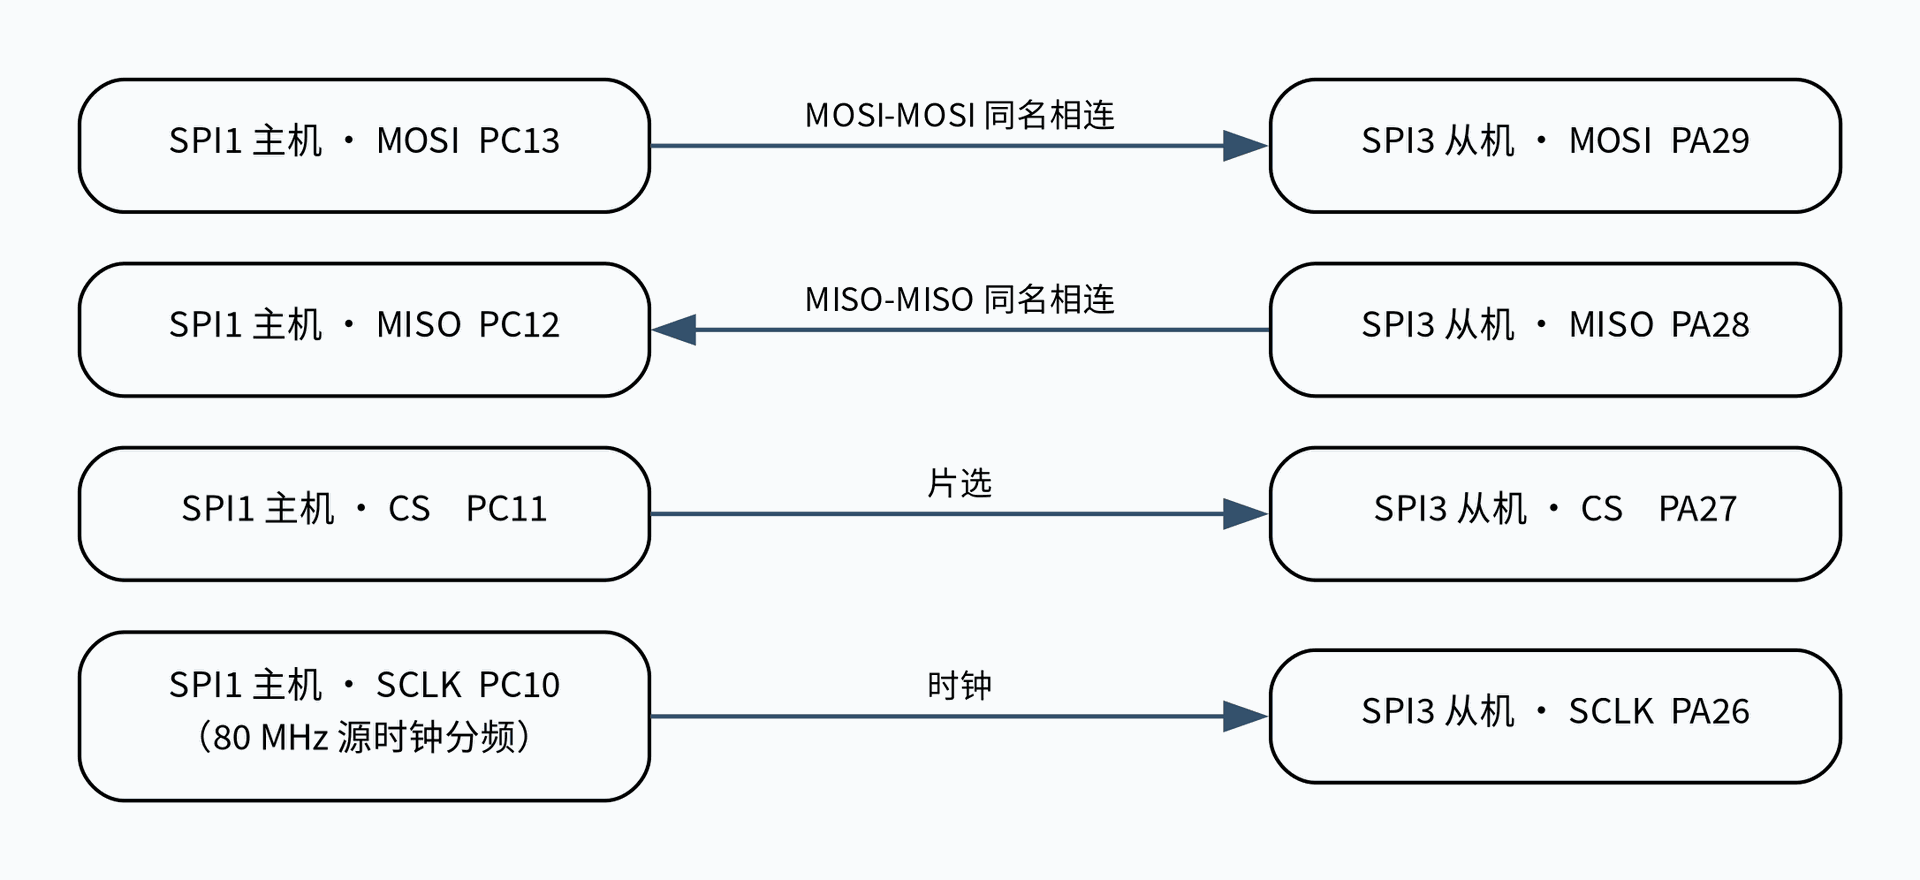 SPI1 主机 · MOSI PC13
MOSI-MOSI 同名相连
SPI3 从机 · MOSI PA29
SPI1 主机 · MISO PC12
MISO-MISO 同名相连
SPI3 从机 · MISO PA28
SPI1 主机 · CS PC11
片选
SPI3 从机 · CS PA27
SPI1 主机 · SCLK PC10
（80 MHz 源时钟分频）
时钟
SPI3 从机 · SCLK PA26